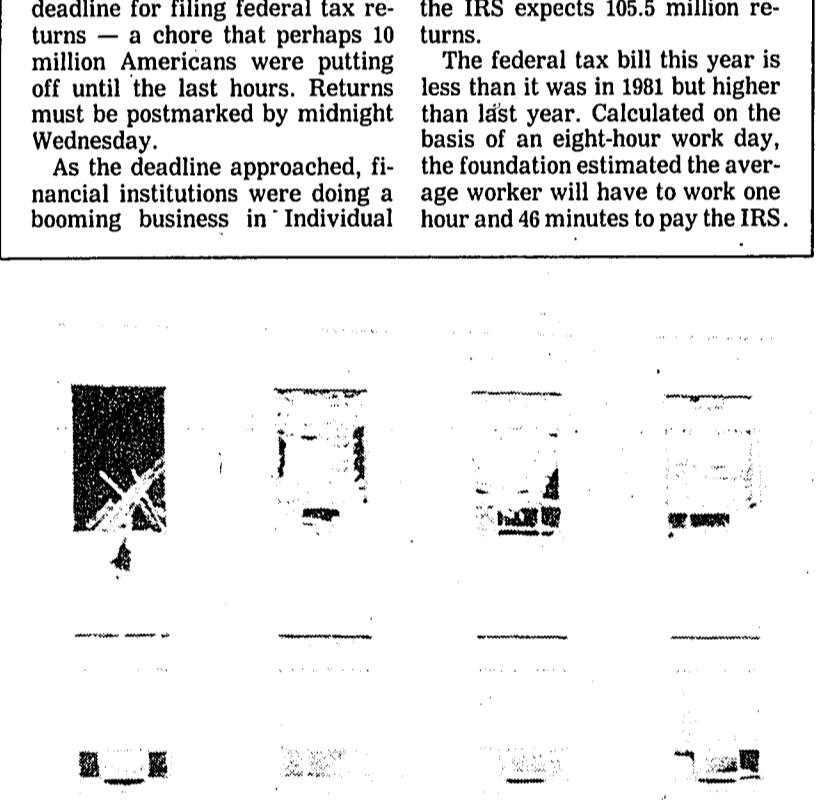 deadline for filing federal tax re-
turns — a chore that perhaps 10
million Americans were putting
off until the last hours. Returns
must be postmarked by midnight
Wednesday.
As the deadline approached, fi-
nancial institutions were doing a
booming business in Individual
the IRS expects 105.5 million re-
turns.
The federal tax bill this year is
less than it was in 1981 but higher
than last year. Calculated on the
basis of an eight-hour work day,
the foundation estimated the aver-
age worker will have to work one
hour and 46 minutes to pay the IRS.